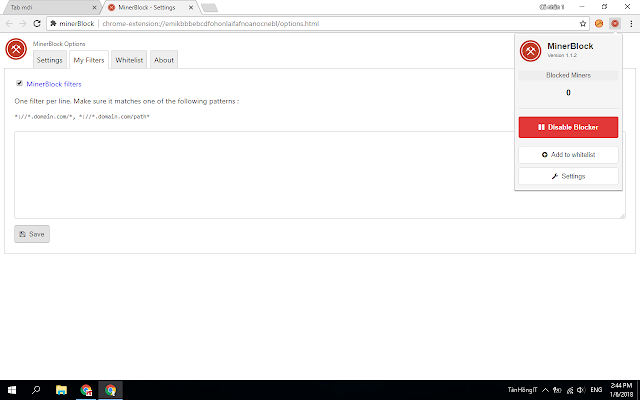 Tab mới
MinerBlock - Settings
Cá nhân 1
minerBlock
chrome-extension://emikbbbebcdfohonlaifafnoanocnebl/options.html
MinerBlock Options
Settings
My Filters
Whitelist
About
MinerBlock filters
One filter per line. Make sure it matches one of the following patterns :
*://*.domain.com/*, *://*.domain.com/path*
Save
MinerBlock
Version 1.1.2
Blocked Miners
0
Disable Blocker
Add to whitelist
Settings
TânHồngIT
ENG
2:44 PM
1/6/2018